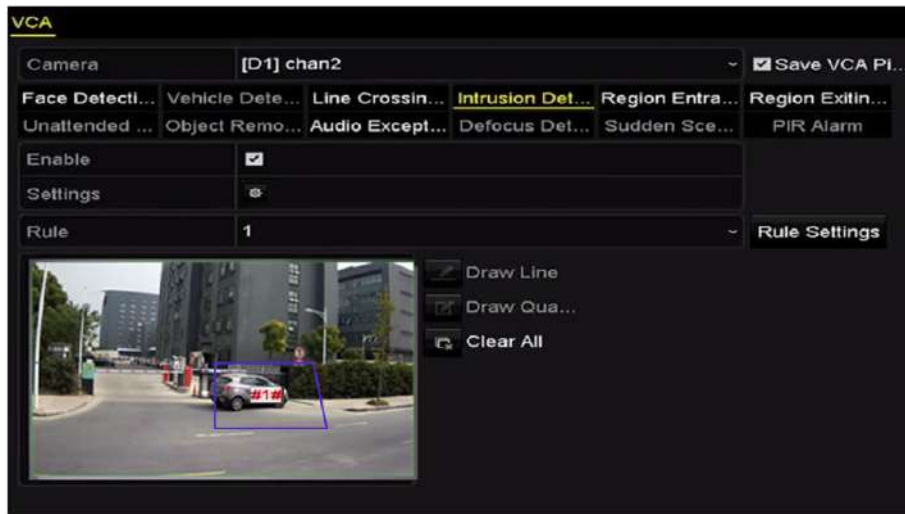 VCA
Camera [D1] chan2 Save VCA Pi...
Face Detecti... Vehicle Dete... Line Crossin... Intrusion Det... Region Entra... Region Exitin...
Unattended ... Object Remo... Audio Except... Defocus Det... Sudden Sce... PIR Alarm
Enable
Settings
Rule 1 Rule Settings
Draw Line
Draw Qua...
Clear All
#1#